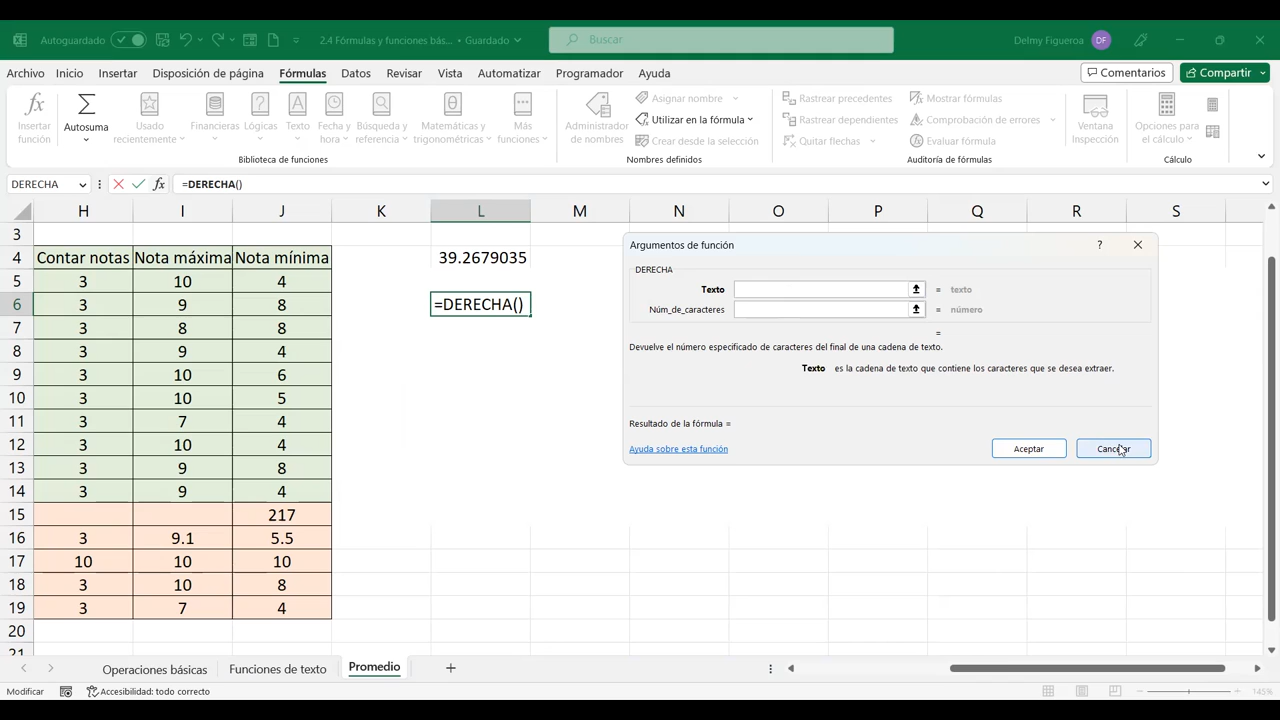 Autoguardado
2.4 Fórmulas y funciones bás... • Guardado
Buscar
Delmy Figueroa
DF
Archivo Inicio Insertar Disposición de página Fórmulas Datos Revisar Vista Automatizar Programador Ayuda
Comentarios
Compartir
Insertar función
Autosuma
Usado recientemente
Financieras
Lógicas
Texto
Fecha y hora
Búsqueda y referencia
Matemáticas y trigonométricas
Más funciones
Biblioteca de funciones
Administrador de nombres
Asignar nombre
Utilizar en la fórmula
Crear desde la selección
Nombres definidos
Rastrear precedentes
Rastrear dependientes
Quitar flechas
Mostrar fórmulas
Comprobación de errores
Evaluar fórmula
Auditoría de fórmulas
Ventana Inspección
Opciones para el cálculo
Cálculo
DERECHA
fx
=DERECHA()
H I J K L M N O P Q R S
3
4 Contar notas Nota máxima Nota mínima 39.2679035
5 3 10 4
6 3 9 8 =DERECHA()
7 3 8 8
8 3 9 4
9 3 10 6
10 3 10 5
11 3 7 4
12 3 10 4
13 3 9 8
14 3 9 4
15 217
16 3 9.1 5.5
17 10 10 10
18 3 10 8
19 3 7 4
20
21
Argumentos de función
?
DERECHA
Texto = texto
Núm_de_caracteres = número
=
Devuelve el número especificado de caracteres del final de una cadena de texto.
Texto es la cadena de texto que contiene los caracteres que se desea extraer.
Resultado de la fórmula =
Ayuda sobre esta función
Aceptar
Cancelar
Operaciones básicas Funciones de texto Promedio
Modificar
Accesibilidad: todo correcto
145%